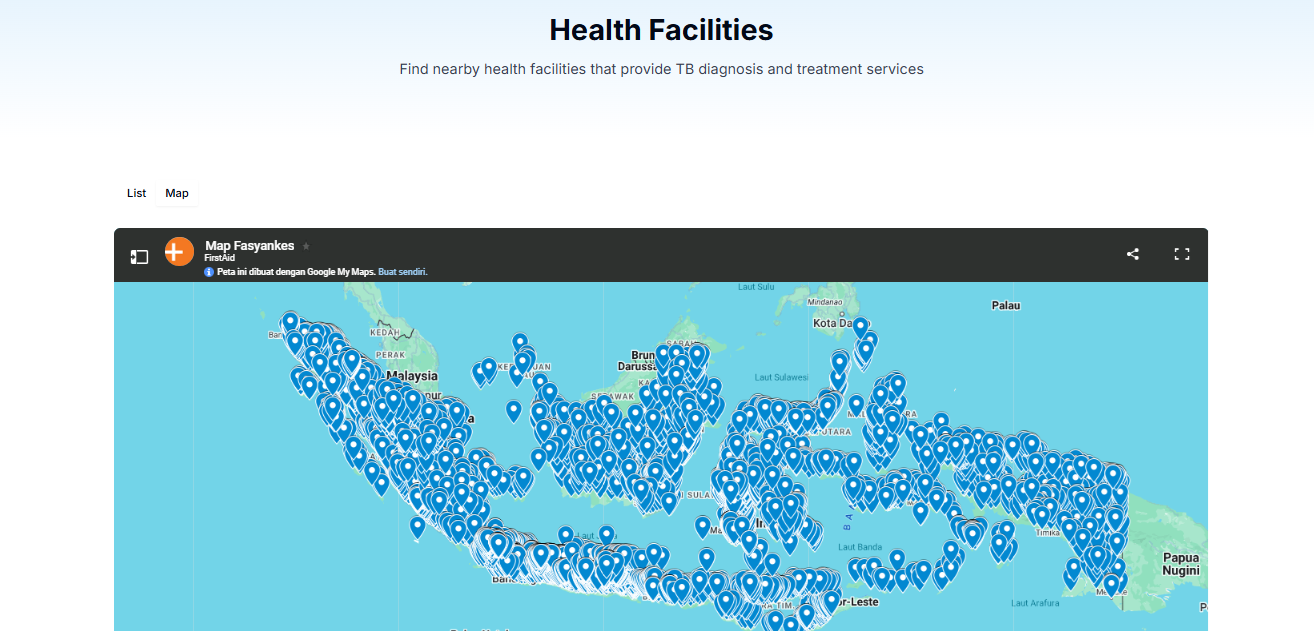 Health Facilities
Find nearby health facilities that provide TB diagnosis and treatment services
List
Map
Map Fasyankes
FirstAid
Peta ini dibuat dengan Google My Maps. Buat sendiri.
Laut Sulu
Mindanao
Palau
Kota Da
KEDAH
PERAK
Malaysia
Brun
Darussa
SABAH
Laut Sulawesi
UTARA
SULA
Laut Banda
Timika
Papua
Nugini
Laut Arafura
or-Leste